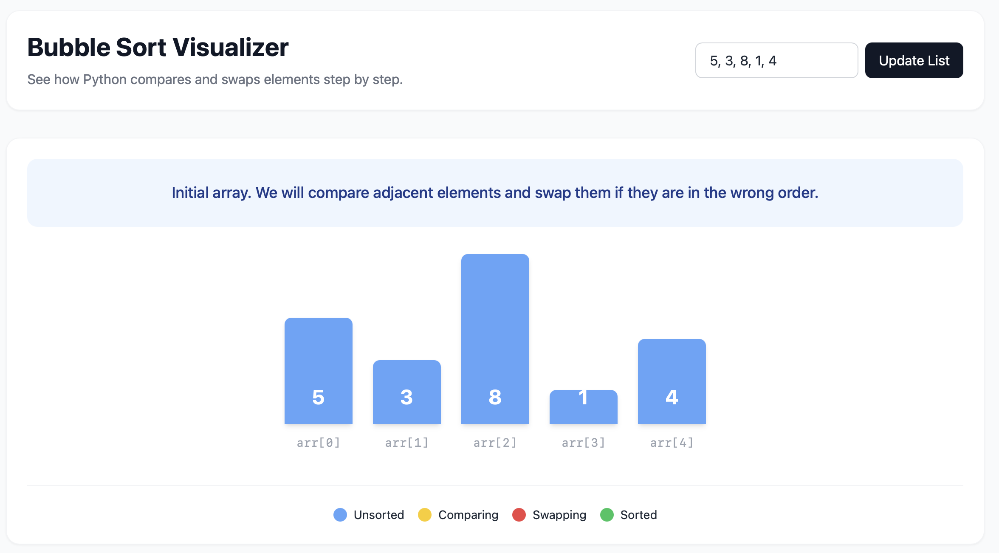 Bubble Sort Visualizer
See how Python compares and swaps elements step by step.
5, 3, 8, 1, 4
Update List
Initial array. We will compare adjacent elements and swap them if they are in the wrong order.
5 3 8 1 4
arr[0] arr[1] arr[2] arr[3] arr[4]
Unsorted Comparing Swapping Sorted